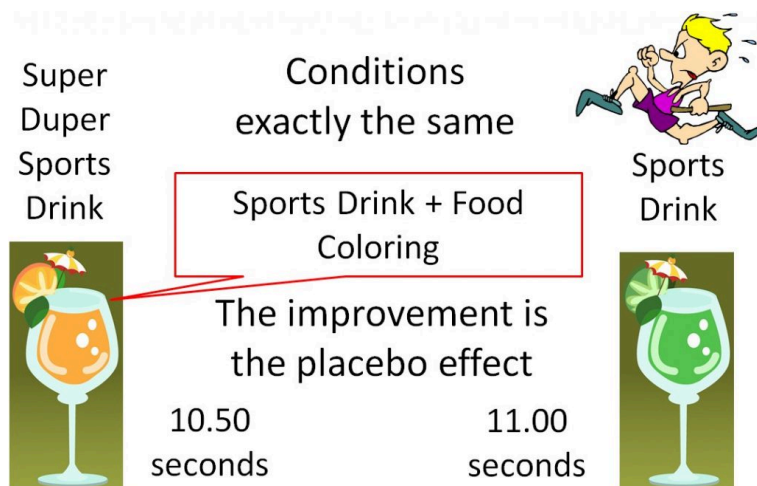 Super
Duper
Sports
Drink
Conditions
exactly the same
Sports
Drink
Sports Drink + Food
Coloring
The improvement is
the placebo effect
10.50
seconds
11.00
seconds